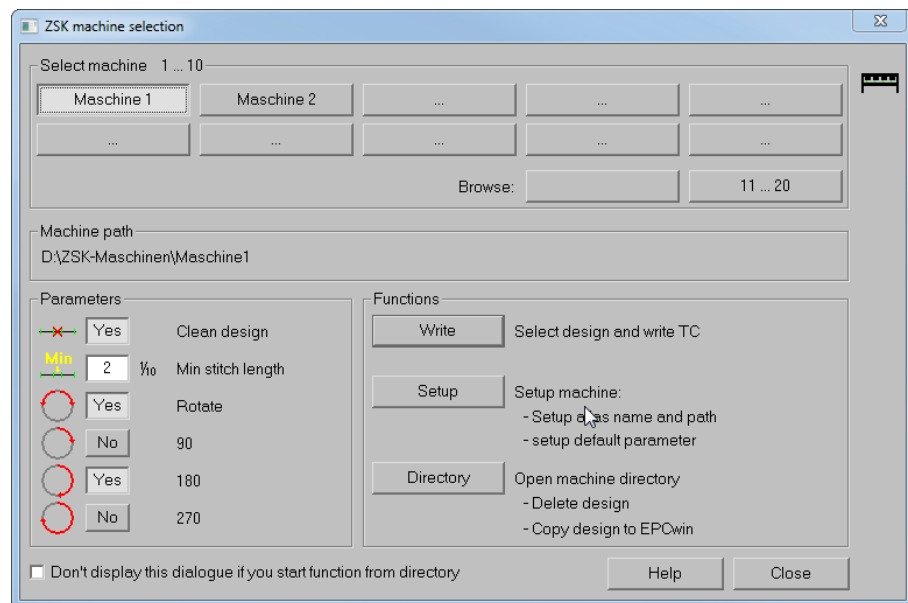 ZSK machine selection
Select machine 1 ... 10
Maschine 1 Maschine 2 ... ... ...
... ... ... ... ...
Browse: 11 ... 20
Machine path
D:\ZSK-Maschinen\Maschine1
Parameters
Yes Clean design
Min
2 1/10 Min stitch length
Yes Rotate
No 90
Yes 180
No 270
Functions
Write Select design and write TC
Setup Setup machine:
- Setup alias name and path
- setup default parameter
Directory Open machine directory
- Delete design
- Copy design to EPCwin
Don't display this dialogue if you start function from directory
Help Close